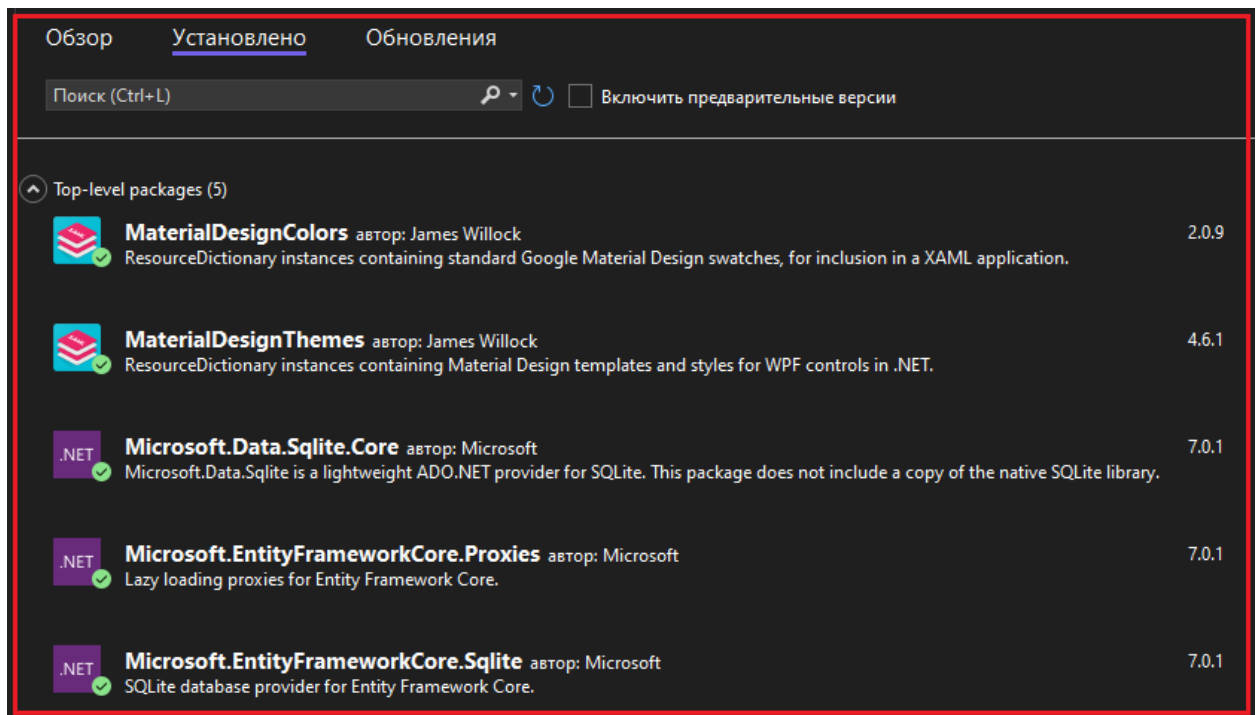 Обзор Установлено Обновления
Поиск (Ctrl+L) Включить предварительные версии
Top-level packages (5)
MaterialDesignColors автор: James Willock 2.0.9
ResourceDictionary instances containing standard Google Material Design swatches, for inclusion in a XAML application.
MaterialDesignThemes автор: James Willock 4.6.1
ResourceDictionary instances containing Material Design templates and styles for WPF controls in .NET.
.NET Microsoft.Data.Sqlite.Core автор: Microsoft 7.0.1
Microsoft.Data.Sqlite is a lightweight ADO.NET provider for SQLite. This package does not include a copy of the native SQLite library.
.NET Microsoft.EntityFrameworkCore.Proxies автор: Microsoft 7.0.1
Lazy loading proxies for Entity Framework Core.
.NET Microsoft.EntityFrameworkCore.Sqlite автор: Microsoft 7.0.1
SQLite database provider for Entity Framework Core.